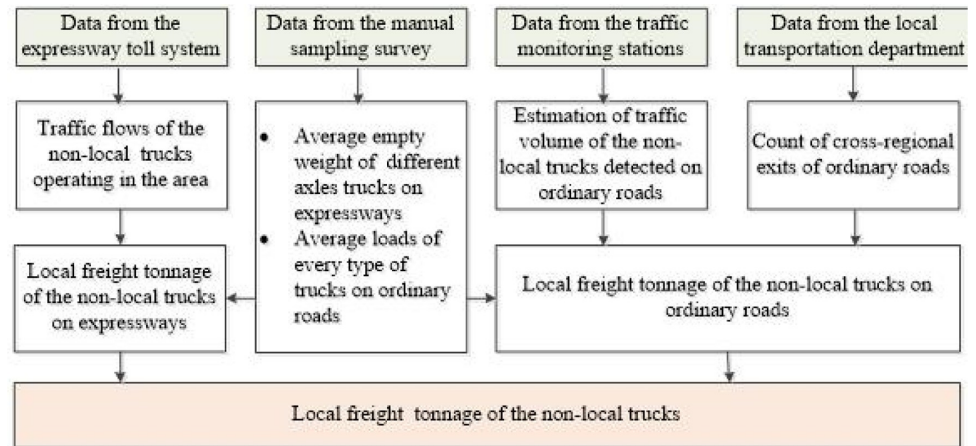 Data from the
expressway toll system
Data from the manual
sampling survey
Data from the traffic
monitoring stations
Data from the local
transportation department
Traffic flows of the
non-local trucks
operating in the area
• Average empty
weight of different
axles trucks on
expressways
• Average loads of
every type of
trucks on ordinary
roads
Estimation of traffic
volume of the non-
local trucks detected on
ordinary roads
Count of cross-regional
exits of ordinary roads
Local freight tonnage
of the non-local trucks
on expressways
Local freight tonnage of the non-local trucks on
ordinary roads
Local freight tonnage of the non-local trucks